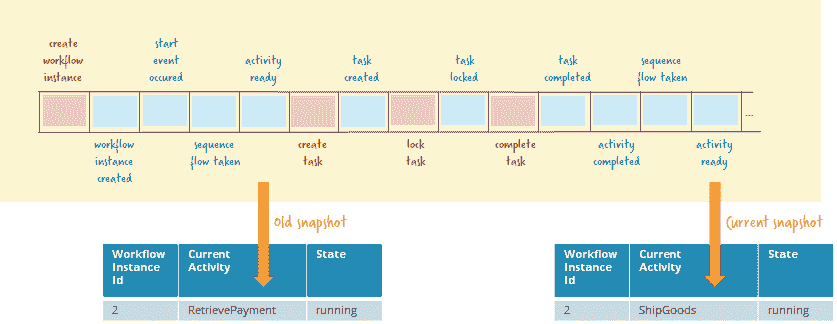 create
workflow
instance
start
event
occured
activity
ready
task
created
task
locked
task
completed
sequence
flow taken
...
workflow
instance
created
sequence
flow taken
create
task
lock
task
complete
task
activity
completed
activity
ready
Old snapshot
Current snapshot
Workflow Instance Id
Current Activity
State
2
RetrievePayment
running
Workflow Instance Id
Current Activity
State
2
ShipGoods
running